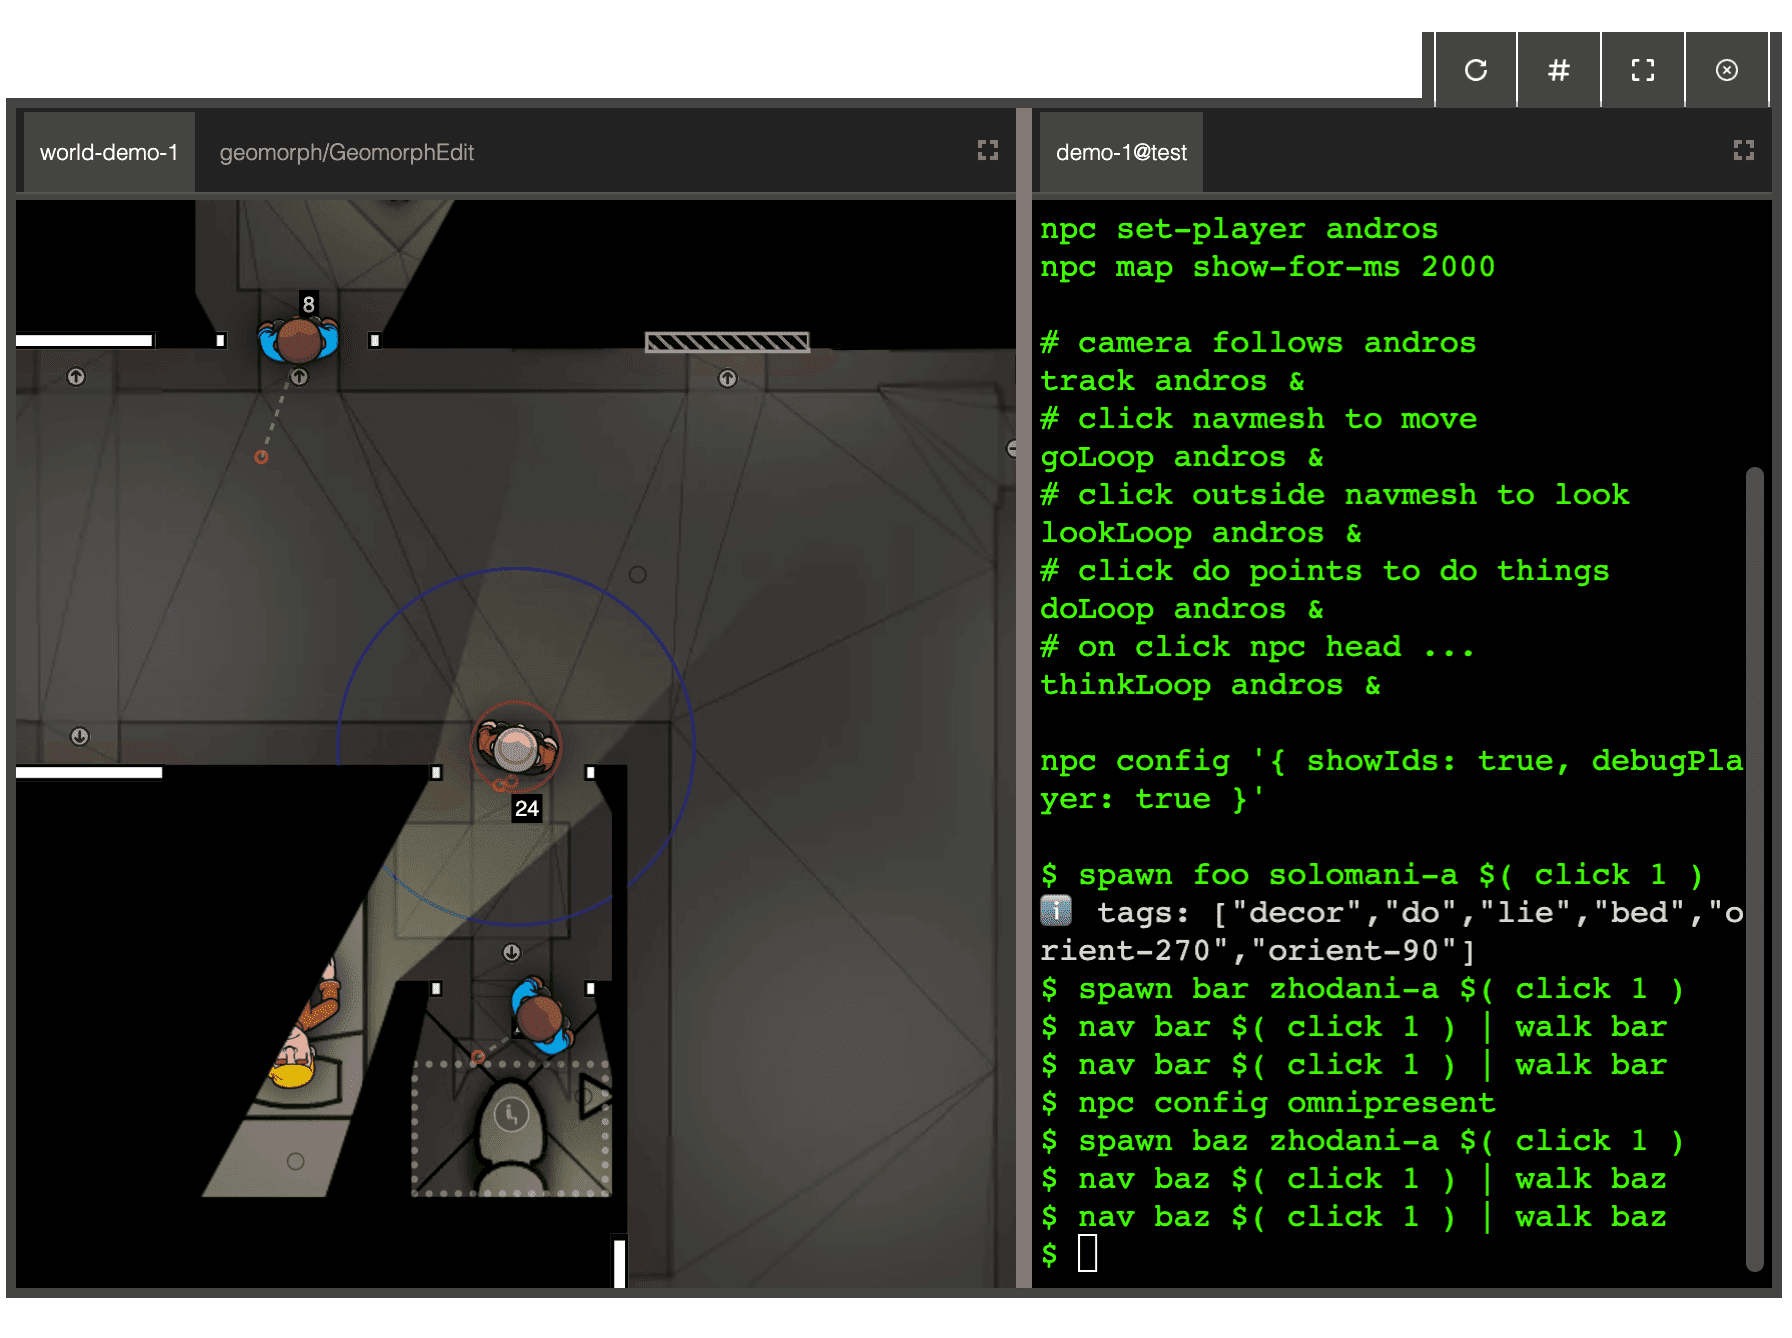 world-demo-1
geomorph/GeomorphEdit
8
24
demo-1@test
npc set-player andros
npc map show-for-ms 2000
# camera follows andros
track andros &
# click navmesh to move
goLoop andros &
# click outside navmesh to look
lookLoop andros &
# click do points to do things
doLoop andros &
# on click npc head ...
thinkLoop andros &
npc config '{ showIds: true, debugPla
yer: true }'
$ spawn foo solomani-a $( click 1 )
ℹ️ tags: ["decor","do","lie","bed","o
rient-270","orient-90"]
$ spawn bar zhodani-a $( click 1 )
$ nav bar $( click 1 ) | walk bar
$ nav bar $( click 1 ) | walk bar
$ npc config omnipresent
$ spawn baz zhodani-a $( click 1 )
$ nav baz $( click 1 ) | walk baz
$ nav baz $( click 1 ) | walk baz
$